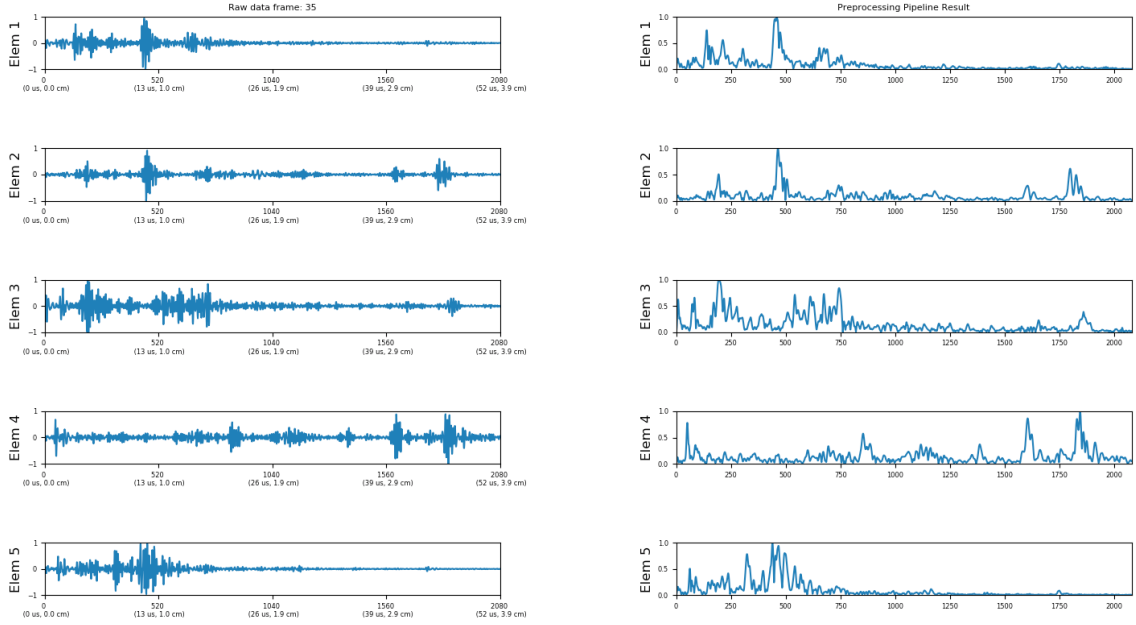 Raw data frame: 35
Elem 1
1
0
−1
0 520 1040 1560 2080
(0 us, 0.0 cm) (13 us, 1.0 cm) (26 us, 1.9 cm) (39 us, 2.9 cm) (52 us, 3.9 cm)
Elem 2
1
0
−1
0 520 1040 1560 2080
(0 us, 0.0 cm) (13 us, 1.0 cm) (26 us, 1.9 cm) (39 us, 2.9 cm) (52 us, 3.9 cm)
Elem 3
1
0
−1
0 520 1040 1560 2080
(0 us, 0.0 cm) (13 us, 1.0 cm) (26 us, 1.9 cm) (39 us, 2.9 cm) (52 us, 3.9 cm)
Elem 4
1
0
−1
0 520 1040 1560 2080
(0 us, 0.0 cm) (13 us, 1.0 cm) (26 us, 1.9 cm) (39 us, 2.9 cm) (52 us, 3.9 cm)
Elem 5
1
0
−1
0 520 1040 1560 2080
(0 us, 0.0 cm) (13 us, 1.0 cm) (26 us, 1.9 cm) (39 us, 2.9 cm) (52 us, 3.9 cm)
Preprocessing Pipeline Result
Elem 1
1.0
0.5
0.0
0 250 500 750 1000 1250 1500 1750 2000
Elem 2
1.0
0.5
0.0
0 250 500 750 1000 1250 1500 1750 2000
Elem 3
1.0
0.5
0.0
0 250 500 750 1000 1250 1500 1750 2000
Elem 4
1.0
0.5
0.0
0 250 500 750 1000 1250 1500 1750 2000
Elem 5
1.0
0.5
0.0
0 250 500 750 1000 1250 1500 1750 2000